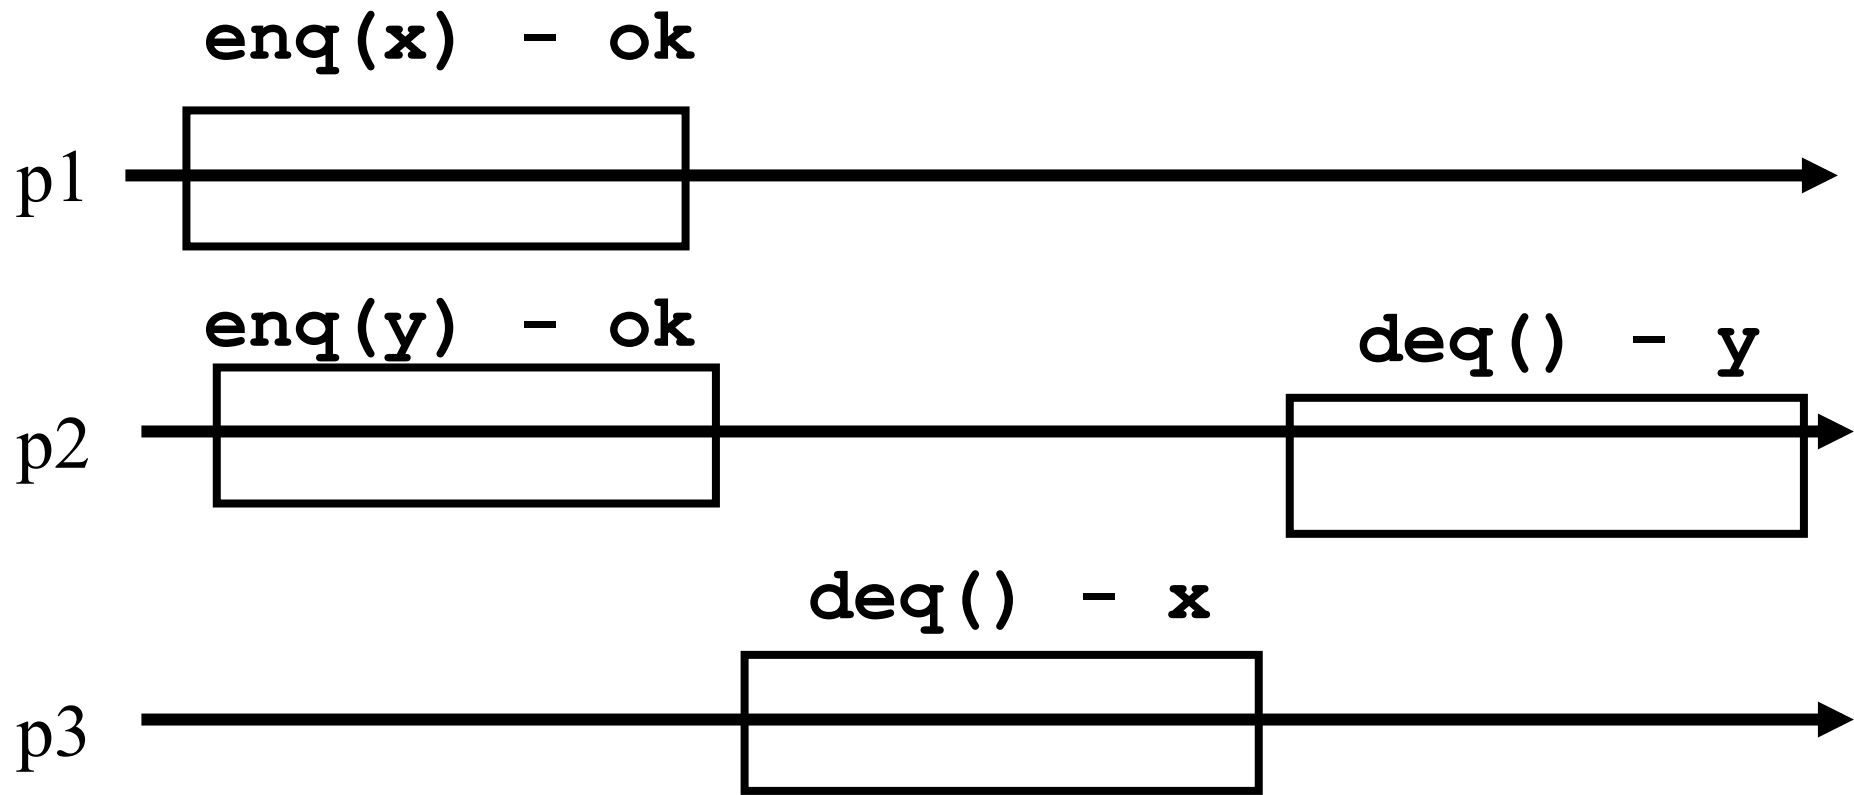 enq(x) - ok
p1
enq(y) - ok
deq() - y
p2
deq() - x
p3